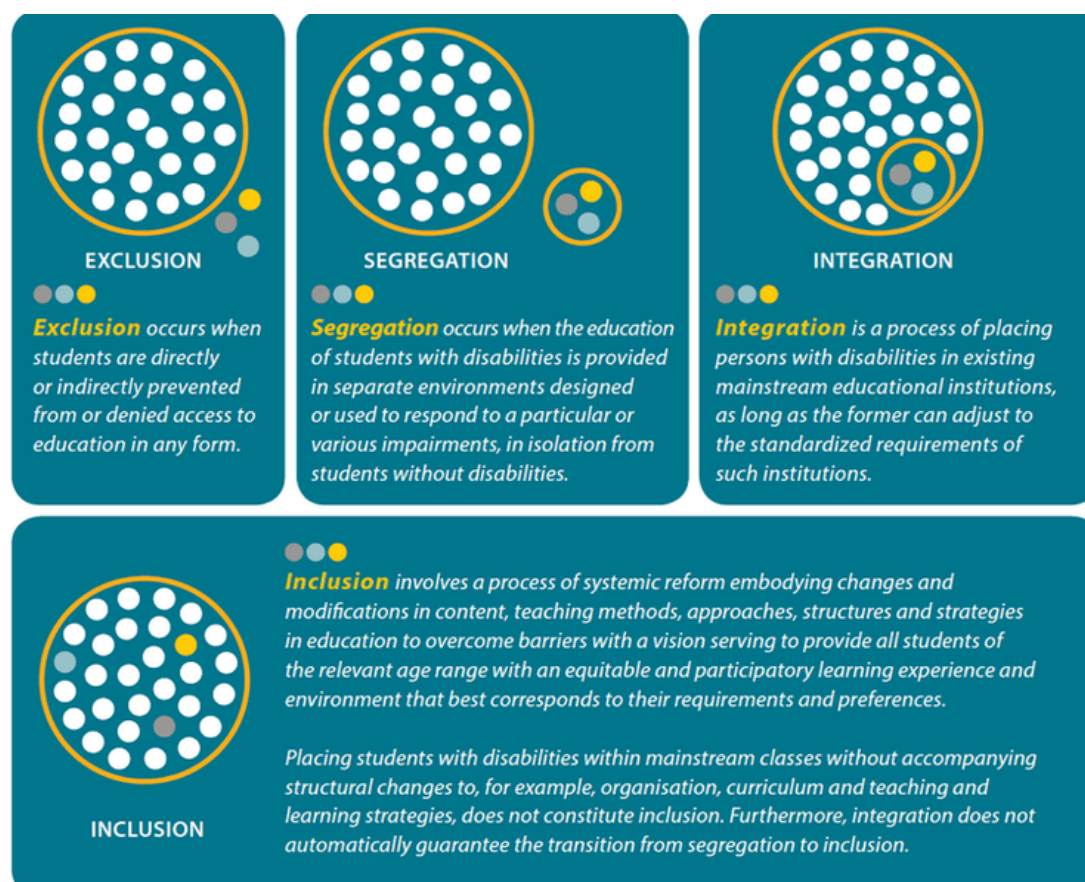 EXCLUSION
Exclusion occurs when
students are directly
or indirectly prevented
from or denied access to
education in any form.
SEGREGATION
Segregation occurs when the education
of students with disabilities is provided
in separate environments designed
or used to respond to a particular or
various impairments, in isolation from
students without disabilities.
INTEGRATION
Integration is a process of placing
persons with disabilities in existing
mainstream educational institutions,
as long as the former can adjust to
the standardized requirements of
such institutions.
INCLUSION
Inclusion involves a process of systemic reform embodying changes and
modifications in content, teaching methods, approaches, structures and strategies
in education to overcome barriers with a vision serving to provide all students of
the relevant age range with an equitable and participatory learning experience and
environment that best corresponds to their requirements and preferences.
Placing students with disabilities within mainstream classes without accompanying
structural changes to, for example, organisation, curriculum and teaching and
learning strategies, does not constitute inclusion. Furthermore, integration does not
automatically guarantee the transition from segregation to inclusion.